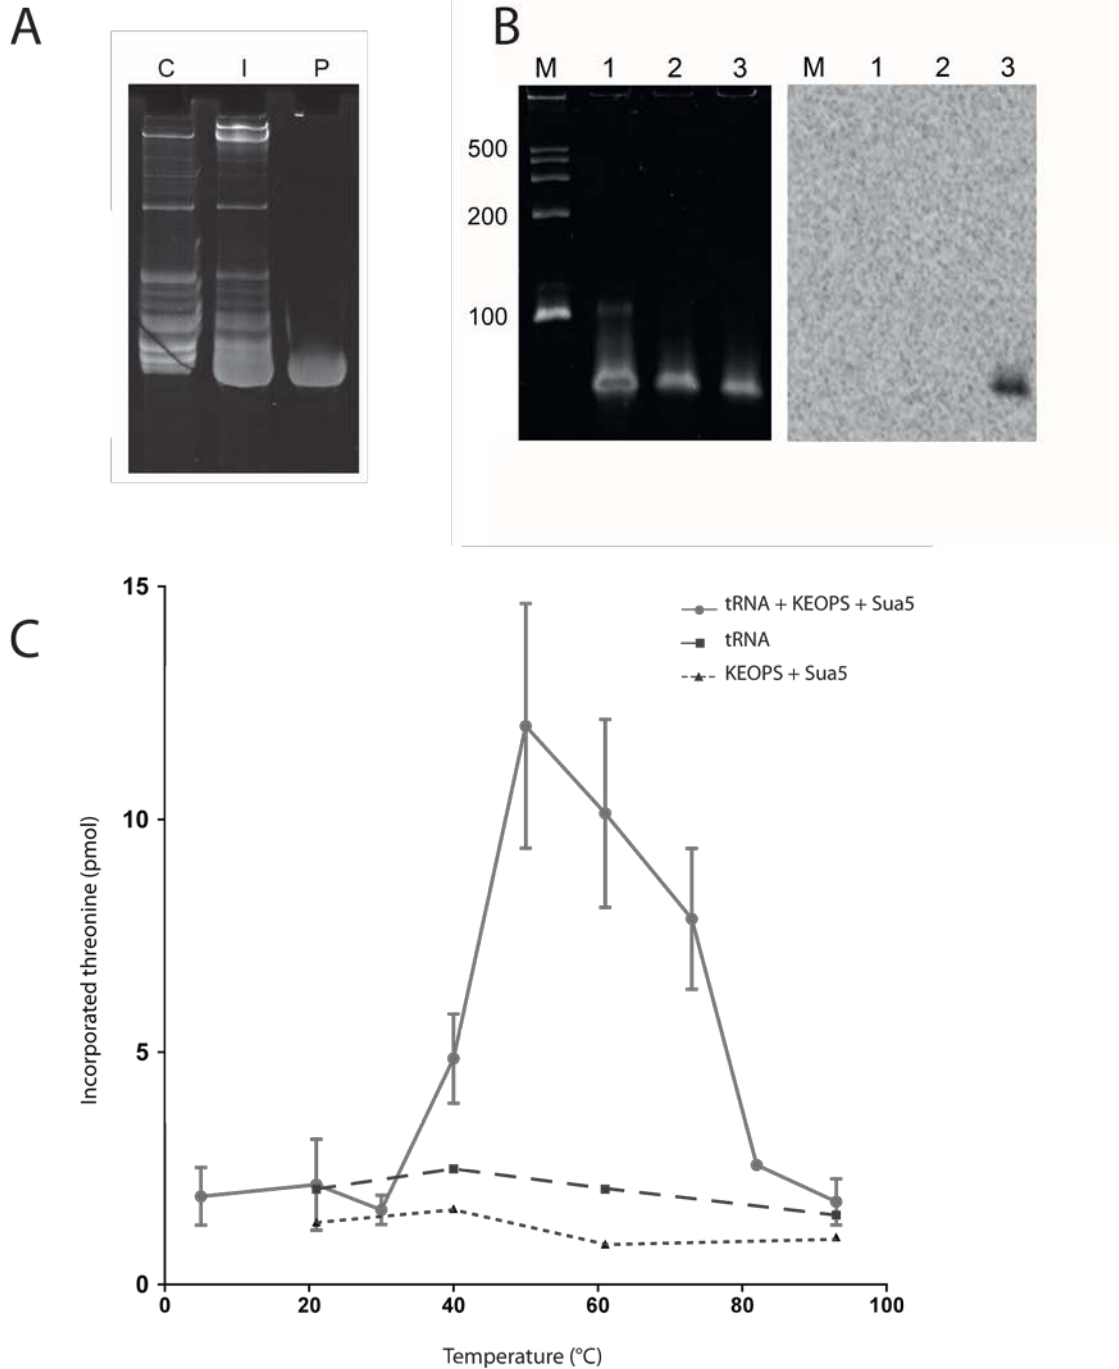 A
C I P
B
M 1 2 3
M 1 2 3
500
200
100
C
15
10
5
0
0 20 40 60 80 100
Incorporated threonine (pmol)
Temperature (°C)
tRNA + KEOPS + Sua5
tRNA
KEOPS + Sua5